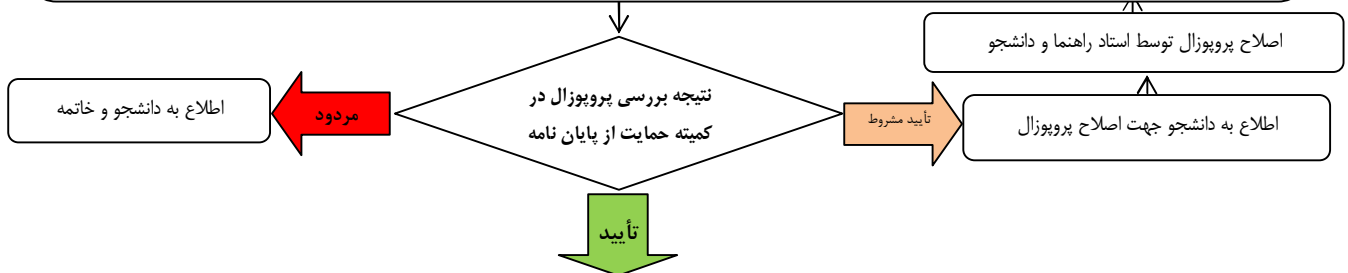 اصلاح پروپوزال توسط استاد راهنما و دانشجو
اطلاع به دانشجو جهت اصلاح پروپوزال
تأیید مشروط
نتیجه بررسی پروپوزال در
کمیته حمایت از پایان نامه
مردود
اطلاع به دانشجو و خاتمه
تأیید